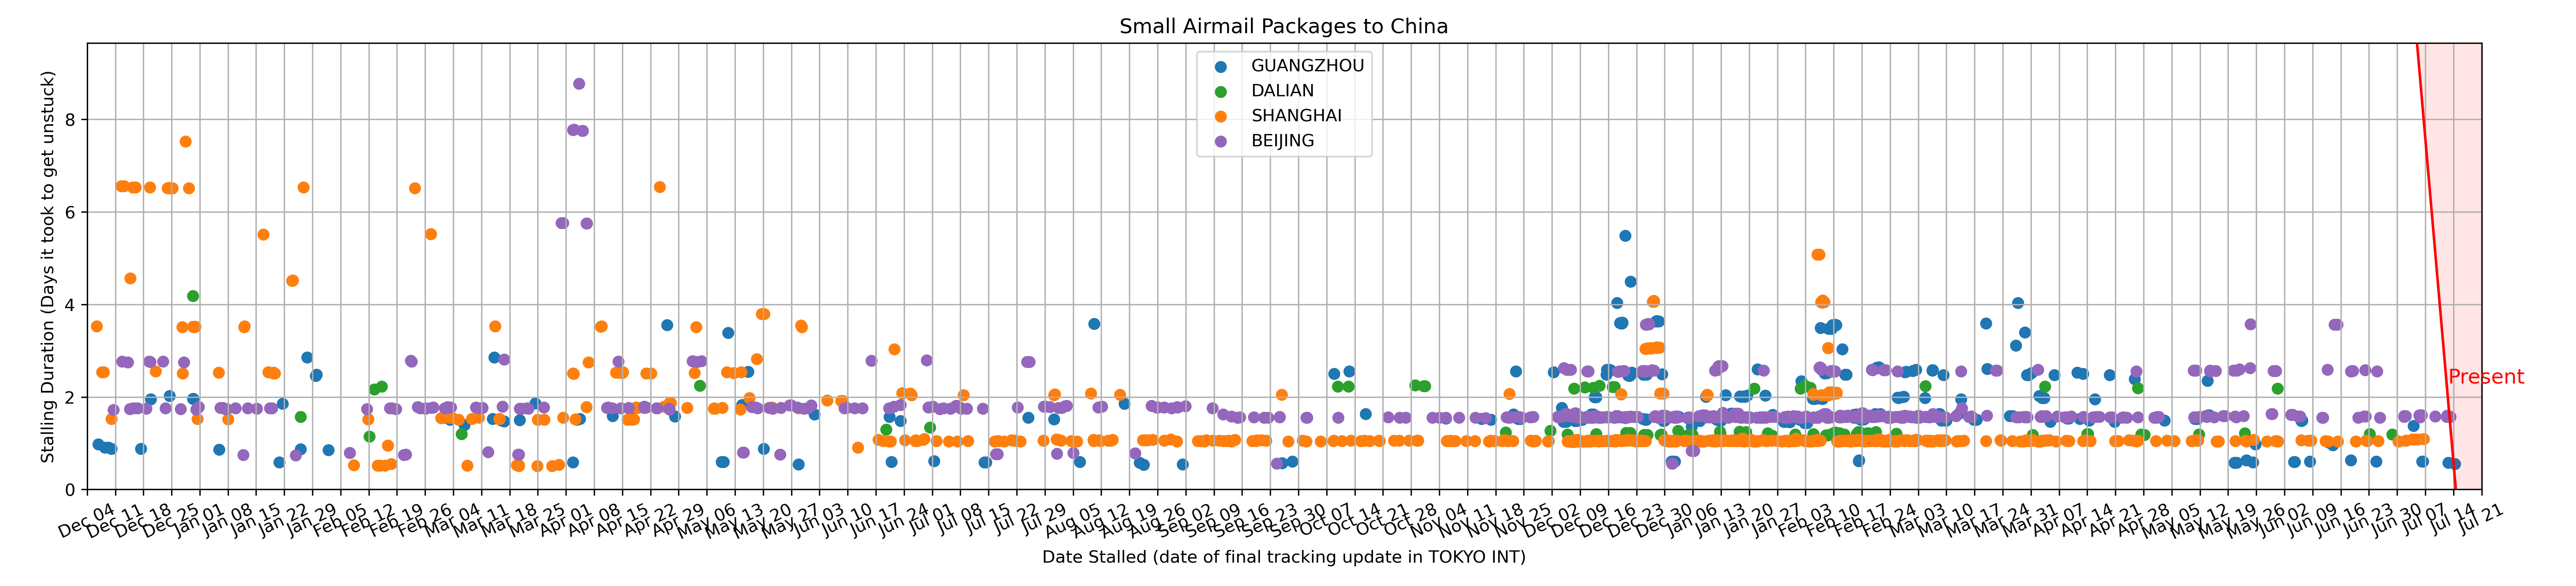 Small Airmail Packages to China
GUANGZHOU
DALIAN
SHANGHAI
BEIJING
Stalling Duration (Days it took to get unstuck)
8
6
4
2
0
Present
Dec 04
Dec 11
Dec 18
Dec 25
Jan 01
Jan 08
Jan 15
Jan 22
Jan 29
Feb 05
Feb 12
Feb 19
Feb 26
Mar 04
Mar 11
Mar 18
Mar 25
Apr 01
Apr 08
Apr 15
Apr 22
Apr 29
May 06
May 13
May 20
May 27
Jun 03
Jun 10
Jun 17
Jun 24
Jul 01
Jul 08
Jul 15
Jul 22
Jul 29
Aug 05
Aug 12
Aug 19
Aug 26
Sep 02
Sep 09
Sep 16
Sep 23
Sep 30
Oct 07
Oct 14
Oct 21
Oct 28
Nov 04
Nov 11
Nov 18
Nov 25
Dec 02
Dec 09
Dec 16
Dec 23
Dec 30
Jan 06
Jan 13
Jan 20
Jan 27
Feb 03
Feb 10
Feb 17
Feb 24
Mar 03
Mar 10
Mar 17
Mar 24
Mar 31
Apr 07
Apr 14
Apr 21
Apr 28
May 05
May 12
May 19
May 26
Jun 02
Jun 09
Jun 16
Jun 23
Jun 30
Jul 07
Jul 14
Jul 21
Date Stalled (date of final tracking update in TOKYO INT)